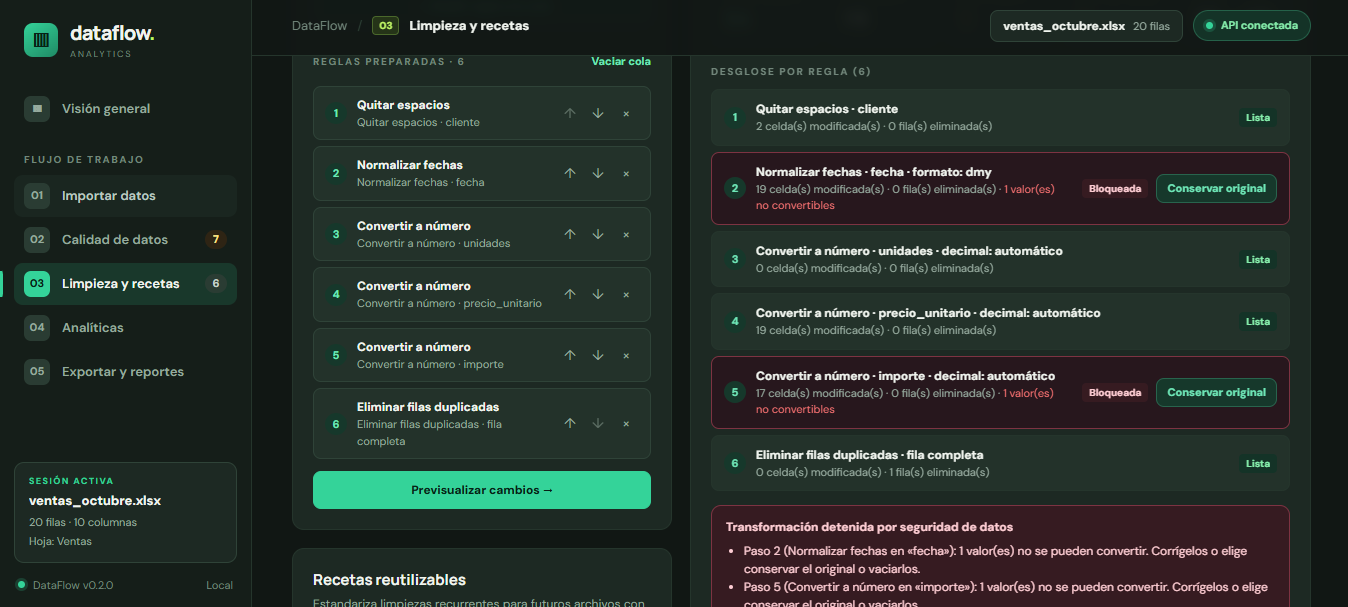 dataflow.
ANALYTICS
Visión general
FLUJO DE TRABAJO
01 Importar datos
02 Calidad de datos 7
03 Limpieza y recetas 6
04 Analíticas
05 Exportar y reportes
SESIÓN ACTIVA
ventas_octubre.xlsx
20 filas · 10 columnas
Hoja: Ventas
DataFlow v0.2.0 Local
DataFlow / 03 Limpieza y recetas
ventas_octubre.xlsx 20 filas
API conectada
REGLAS PREPARADAS · 6 Vaciar cola
1 Quitar espacios ↑ ↓ ×
Quitar espacios · cliente
2 Normalizar fechas ↑ ↓ ×
Normalizar fechas · fecha
3 Convertir a número ↑ ↓ ×
Convertir a número · unidades
4 Convertir a número ↑ ↓ ×
Convertir a número · precio_unitario
5 Convertir a número ↑ ↓ ×
Convertir a número · importe
6 Eliminar filas duplicadas ↑ ↓ ×
Eliminar filas duplicadas · fila
completa
Previsualizar cambios →
Recetas reutilizables
Estandariza limpiezas recurrentes para futuros archivos con
DESGLOSE POR REGLA (6)
1 Quitar espacios · cliente
2 celda(s) modificada(s) · 0 fila(s) eliminada(s)
Lista
2 Normalizar fechas · fecha · formato: dmy
19 celda(s) modificada(s) · 0 fila(s) eliminada(s) · 1 valor(es)
no convertibles
Bloqueada Conservar original
3 Convertir a número · unidades · decimal: automático
0 celda(s) modificada(s) · 0 fila(s) eliminada(s)
Lista
4 Convertir a número · precio_unitario · decimal: automático
19 celda(s) modificada(s) · 0 fila(s) eliminada(s)
Lista
5 Convertir a número · importe · decimal: automático
17 celda(s) modificada(s) · 0 fila(s) eliminada(s) · 1 valor(es)
no convertibles
Bloqueada Conservar original
6 Eliminar filas duplicadas · fila completa
0 celda(s) modificada(s) · 1 fila(s) eliminada(s)
Lista
Transformación detenida por seguridad de datos
• Paso 2 (Normalizar fechas en «fecha»): 1 valor(es) no se pueden convertir. Corrígelos o elige
conservar el original o vaciarlos.
• Paso 5 (Convertir a número en «importe»): 1 valor(es) no se pueden convertir. Corrígelos o elige
conservar el original o vaciarlos.